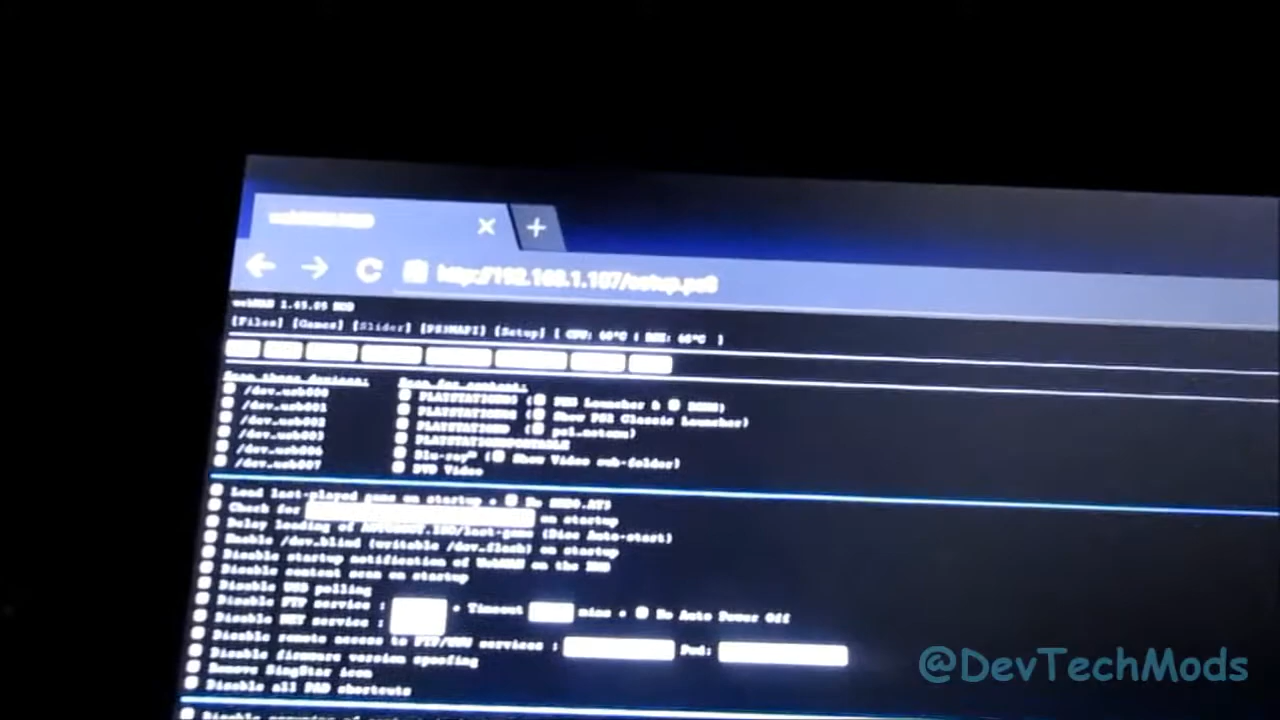 http://192.168.1.107/setup.ps3
webMAN 1.45.05 MOD
[Files] [Games] [Slider] [PS3MAPI] [Setup] [ CPU: 66°C | RSX: 66°C ]
Scan these devices: Scan for content:
/dev_usb000 PLAYSTATION®3 ( PS3 Launcher &
/dev_usb001 PLAYSTATION®2 ( Show PS2 Classic Launcher)
/dev_usb002 PLAYSTATION® ( ps1_netemu)
/dev_usb003 PLAYSTATION®PORTABLE
/dev_usb006 Blu-ray™ ( Show Video sub-folder)
/dev_usb007 DVD Video
Load last-played game on startup • No
Check for on startup
Delay loading of AUTOBOOT.ISO/last-game (Disc Auto-start)
Enable /dev_blind (writable /dev_flash) on startup
Disable startup notification of WebMAN on the XMB
Disable content scan on startup
Disable USB polling
Disable FTP service : • Timeout mins • No Auto Power Off
Disable NET service :
Disable remote access to FTP/WWW services : Pwd:
Disable firmware version spoofing
Remove SingStar icon
Disable all PAD shortcuts
@DevTechMods